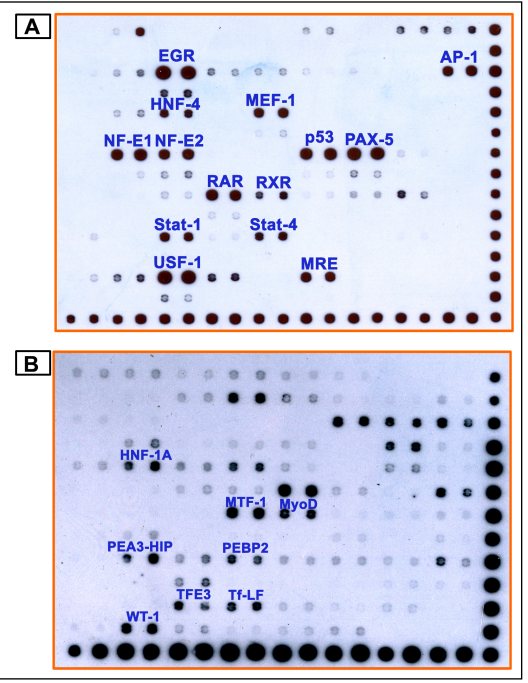 A
EGR
AP-1
HNF-4
MEF-1
NF-E1 NF-E2
p53 PAX-5
RAR RXR
Stat-1 Stat-4
USF-1 MRE
B
HNF-1A
MTF-1 MyoD
PEA3-HIP PEBP2
TFE3 Tf-LF
WT-1